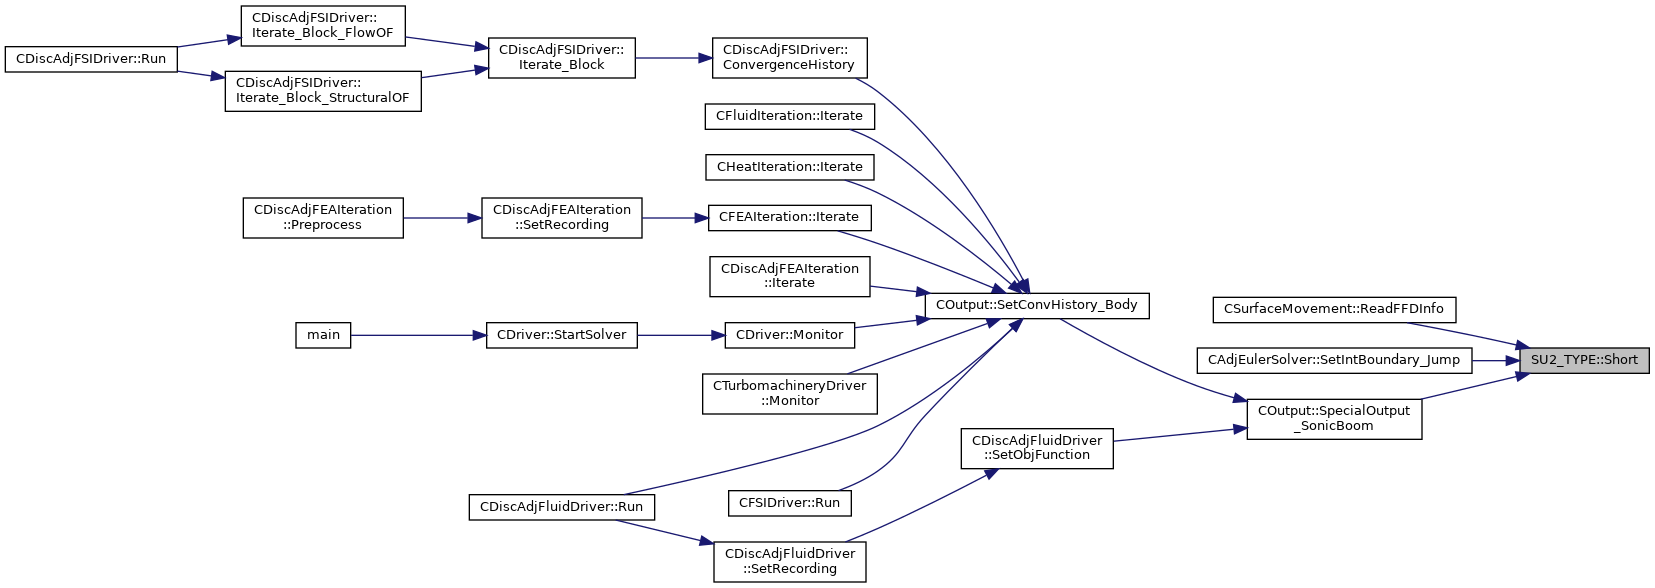 CDiscAdjFSIDriver::Run
CDiscAdjFSIDriver::
Iterate_Block_FlowOF
CDiscAdjFSIDriver::
Iterate_Block_StructuralOF
CDiscAdjFSIDriver::
Iterate_Block
CDiscAdjFSIDriver::
ConvergenceHistory
CFluidIteration::Iterate
CHeatIteration::Iterate
CDiscAdjFEAIteration
::Preprocess
CDiscAdjFEAIteration
::SetRecording
CFEAIteration::Iterate
CDiscAdjFEAIteration
::Iterate
main
CDriver::StartSolver
CDriver::Monitor
CTurbomachineryDriver
::Monitor
COutput::SetConvHistory_Body
CSurfaceMovement::ReadFFDInfo
CAdjEulerSolver::SetIntBoundary_Jump
SU2_TYPE::Short
COutput::SpecialOutput
_SonicBoom
CDiscAdjFluidDriver
::SetObjFunction
CDiscAdjFluidDriver::Run
CFSIDriver::Run
CDiscAdjFluidDriver
::SetRecording